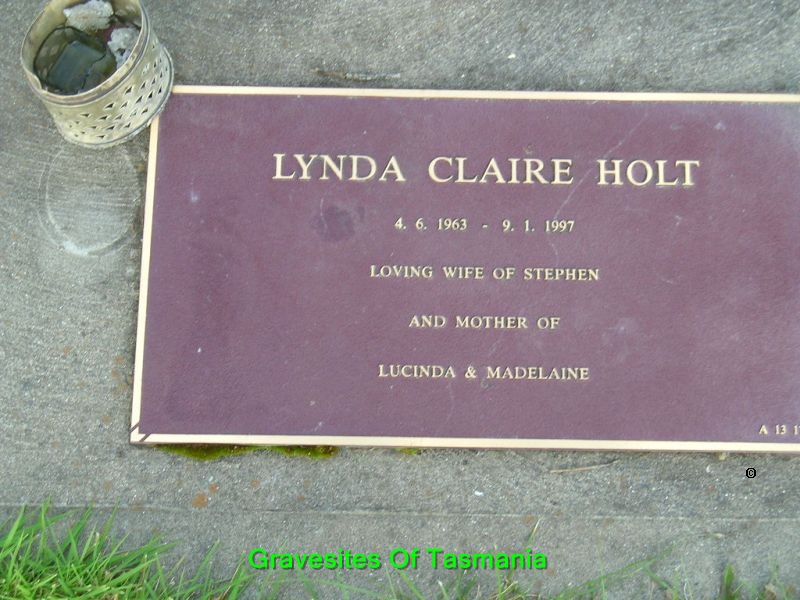 LYNDA CLAIRE HOLT
4. 6. 1963 - 9. 1. 1997
LOVING WIFE OF STEPHEN
AND MOTHER OF
LUCINDA & MADELAINE
A 13
©
Gravesites Of Tasmania